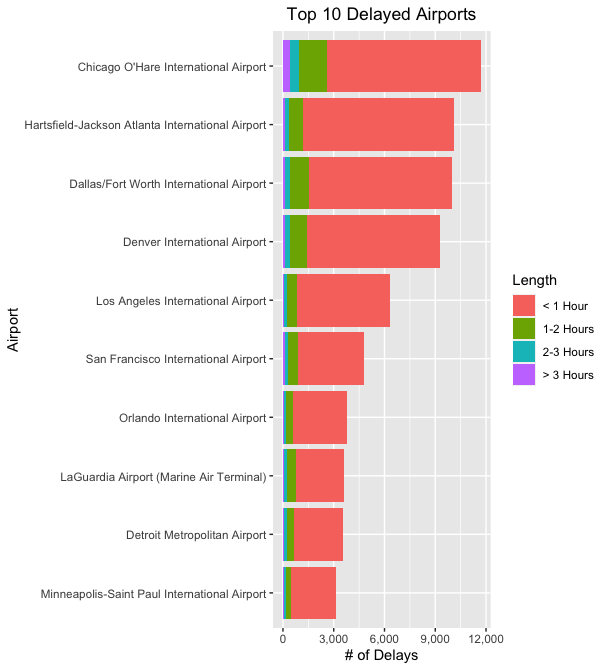 Top 10 Delayed Airports
Chicago O'Hare International Airport
Hartsfield-Jackson Atlanta International Airport
Dallas/Fort Worth International Airport
Denver International Airport
Los Angeles International Airport
San Francisco International Airport
Orlando International Airport
LaGuardia Airport (Marine Air Terminal)
Detroit Metropolitan Airport
Minneapolis-Saint Paul International Airport
Airport
0 3,000 6,000 9,000 12,000
# of Delays
Length
< 1 Hour
1-2 Hours
2-3 Hours
> 3 Hours